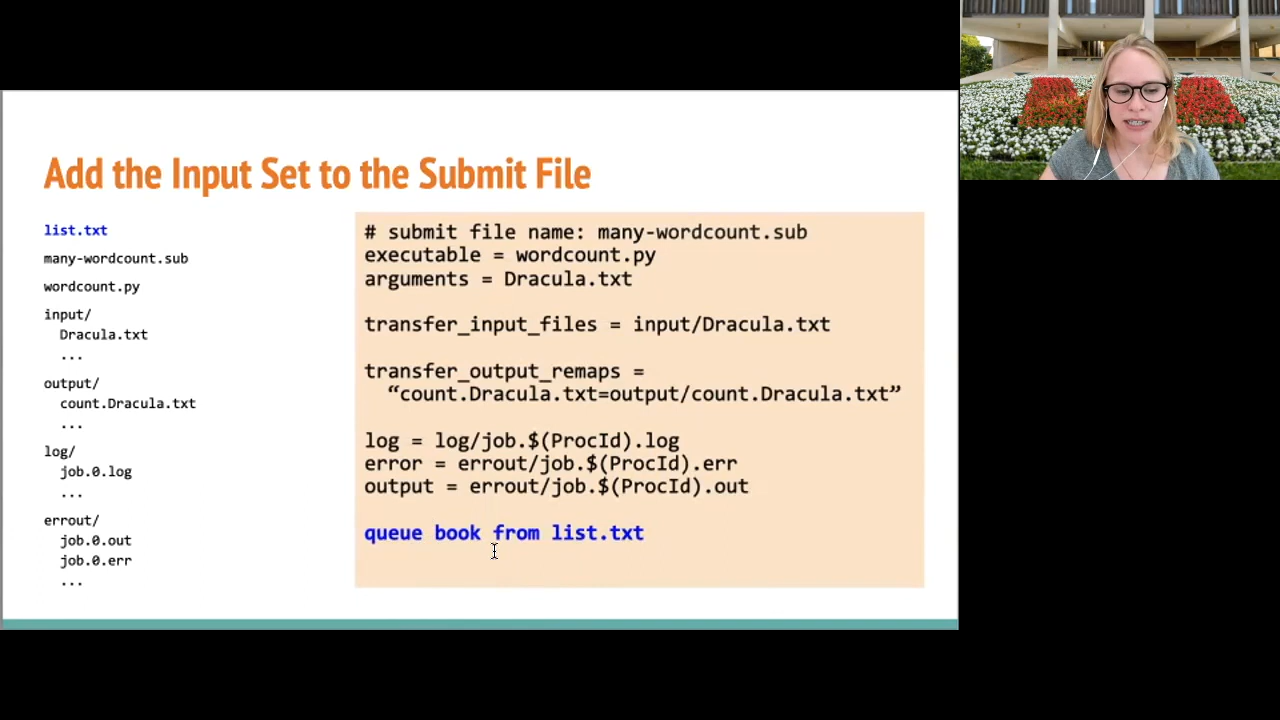 Add the Input Set to the Submit File
list.txt
many-wordcount.sub
wordcount.py
input/
Dracula.txt
...
output/
count.Dracula.txt
...
log/
job.0.log
...
errout/
job.0.out
job.0.err
...
# submit file name: many-wordcount.sub
executable = wordcount.py
arguments = Dracula.txt
transfer_input_files = input/Dracula.txt
transfer_output_remaps =
“count.Dracula.txt=output/count.Dracula.txt”
log = log/job.$(ProcId).log
error = errout/job.$(ProcId).err
output = errout/job.$(ProcId).out
queue book from list.txt